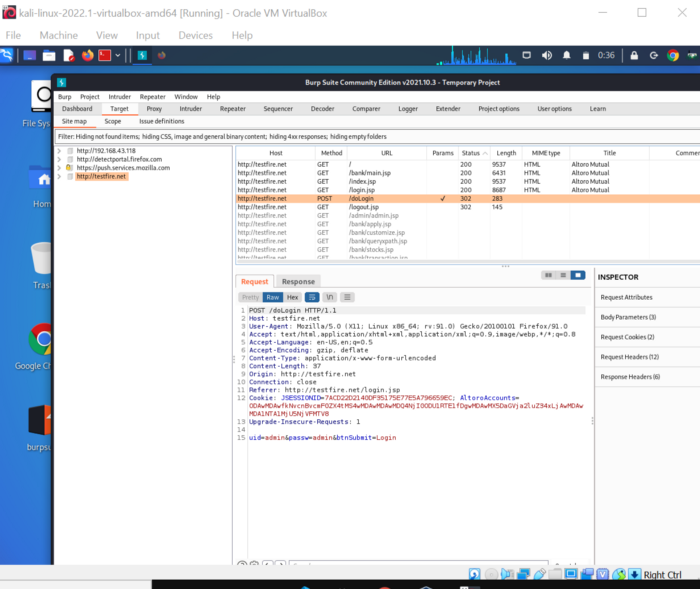 kali-linux-2022.1-virtualbox-amd64 [Running] - Oracle VM VirtualBox
File Machine View Input Devices Help
0:36
Burp Suite Community Edition v2021.10.3 - Temporary Project
Burp Project Intruder Repeater Window Help
Dashboard Target Proxy Intruder Repeater Sequencer Decoder Comparer Logger Extender Project options User options Learn
Site map Scope Issue definitions
Filter: Hiding not found items; hiding CSS, image and general binary content; hiding 4xx responses; hiding empty folders
File Sys
Hom
Tras
Google Ch
burpsu
http://192.168.43.118
http://detectportal.firefox.com
https://push.services.mozilla.com
http://testfire.net
Host Method URL Params Status Length MIME type Title Commen
http://testfire.net GET / 200 9537 HTML Altoro Mutual
http://testfire.net GET /bank/main.jsp 200 6431 HTML Altoro Mutual
http://testfire.net GET /index.jsp 200 9537 HTML Altoro Mutual
http://testfire.net GET /login.jsp 200 8687 HTML Altoro Mutual
http://testfire.net POST /doLogin ✓ 302 283
http://testfire.net GET /logout.jsp 302 145
http://testfire.net GET /admin/admin.jsp
http://testfire.net GET /bank/apply.jsp
http://testfire.net GET /bank/customize.jsp
http://testfire.net GET /bank/queryxpath.jsp
http://testfire.net GET /bank/stocks.jsp
http://testfire.net GET /bank/transaction.jsp
Request Response
Pretty Raw Hex \n
1 POST /doLogin HTTP/1.1
2 Host: testfire.net
3 User-Agent: Mozilla/5.0 (X11; Linux x86_64; rv:91.0) Gecko/20100101 Firefox/91.0
4 Accept: text/html,application/xhtml+xml,application/xml;q=0.9,image/webp,*/*;q=0.8
5 Accept-Language: en-US,en;q=0.5
6 Accept-Encoding: gzip, deflate
7 Content-Type: application/x-www-form-urlencoded
8 Content-Length: 37
9 Origin: http://testfire.net
10 Connection: close
11 Referer: http://testfire.net/login.jsp
12 Cookie: JSESSIONID= AltoroAccounts=
13 Upgrade-Insecure-Requests: 1
14
15 uid=admin&passw=admin&btnSubmit=Login
INSPECTOR
Request Attributes
Body Parameters (3)
Request Cookies (2)
Request Headers (12)
Response Headers (6)
Right Ctrl